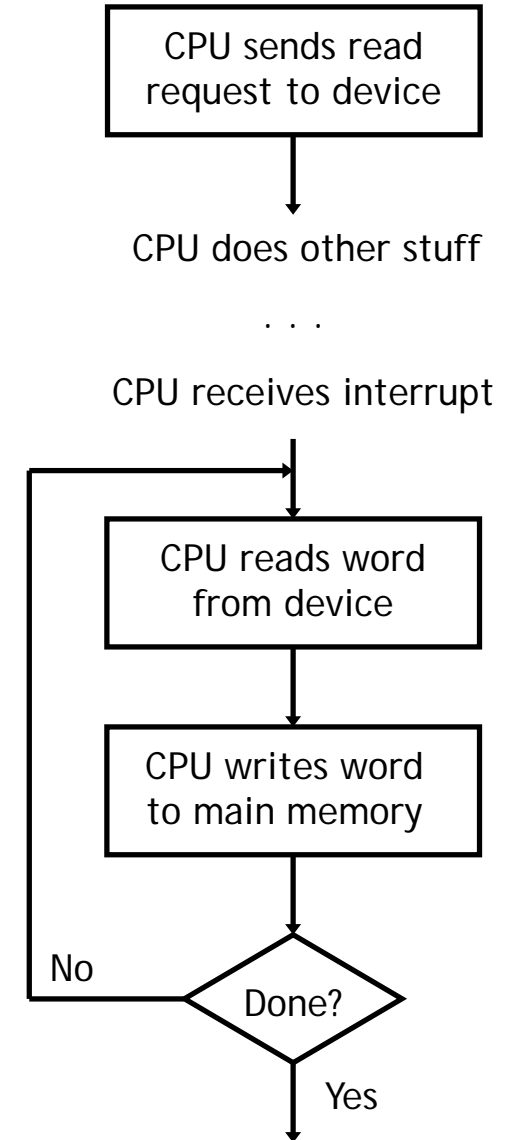 CPU sends read
request to device
CPU does other stuff
. . .
CPU receives interrupt
CPU reads word
from device
CPU writes word
to main memory
No
Done?
Yes